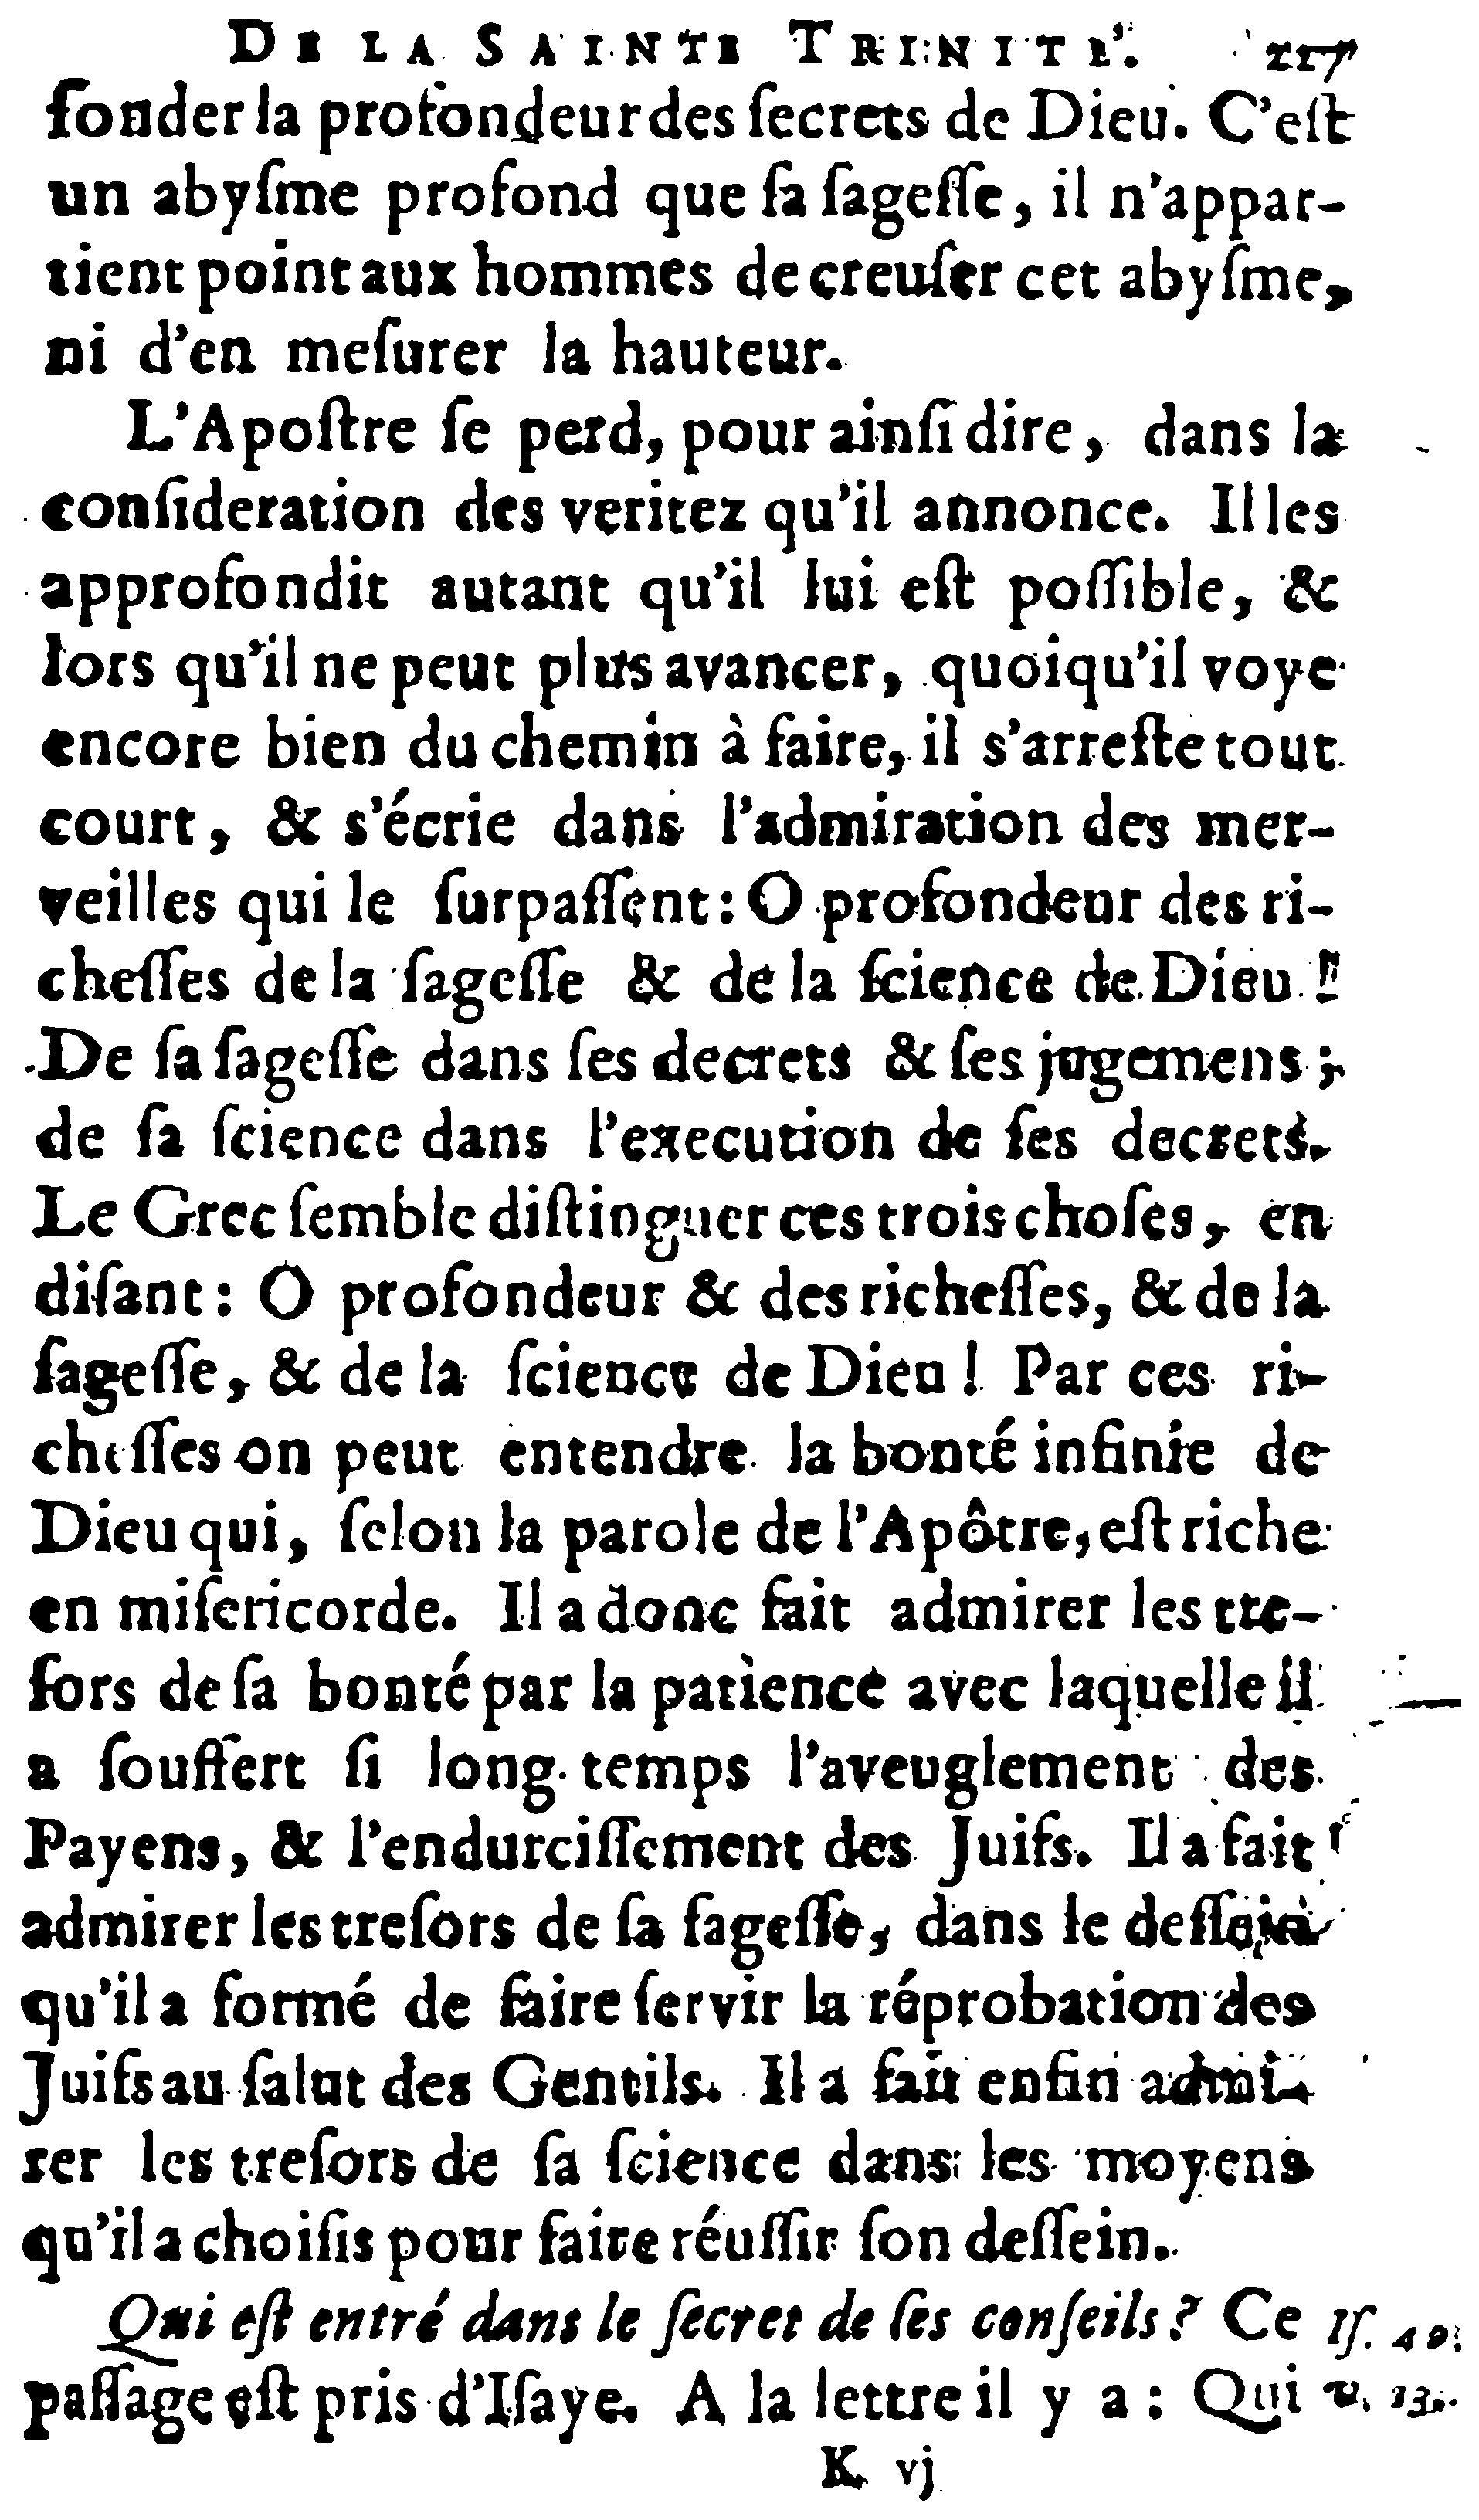 DE LA SAINTE TRINITE'. 227
ſonder la profondeur des ſecrets de Dieu. C'eſt
un abyſme profond que ſa ſageſſe, il n'appar-
tient point aux hommes de creuſer cet abyſme,
ni d'en meſurer la hauteur.
L'Apoſtre ſe perd, pour ainſi dire, dans la
conſideration des veritez qu'il annonce. Il les
approfondit autant qu'il lui eſt poſſible, &
lors qu'il ne peut plus avancer, quoiqu'il voye
encore bien du chemin à faire, il s'arreſte tout
court, & s'écrie dans l'admiration des mer-
veilles qui le ſurpaſſent: O profondeur des ri-
cheſſes de la ſageſſe & de la ſcience de Dieu!
De ſa ſageſſe dans ſes decrets & ſes jugemens;
de ſa ſcience dans l'execution de ſes decrets.
Le Grec ſemble diſtinguer ces trois choſes, en
diſant: O profondeur & des richeſſes, & de la
ſageſſe, & de la ſcience de Dieu! Par ces ri-
cheſſes on peut entendre la bonté infinie de
Dieu qui, ſelon la parole de l'Apôtre, eſt riche
en miſericorde. Il a donc fait admirer les tre-
ſors de ſa bonté par la patience avec laquelle il
a ſouffert ſi long temps l'aveuglement des
Payens, & l'endurciſſement des Juifs. Il a fait
admirer les treſors de ſa ſageſſe, dans le deſſein
qu'il a formé de faire ſervir la réprobation des
Juifs au ſalut des Gentils. Il a fait enfin admi-
rer les treſors de ſa ſcience dans les moyens
qu'il a choiſis pour faire réuſſir ſon deſſein.
Qui eſt entré dans le ſecret de ſes conſeils? Ce Iſ. 40.
paſſage eſt pris d'Iſaye. A la lettre il y a: Qui v. 13.
K vj